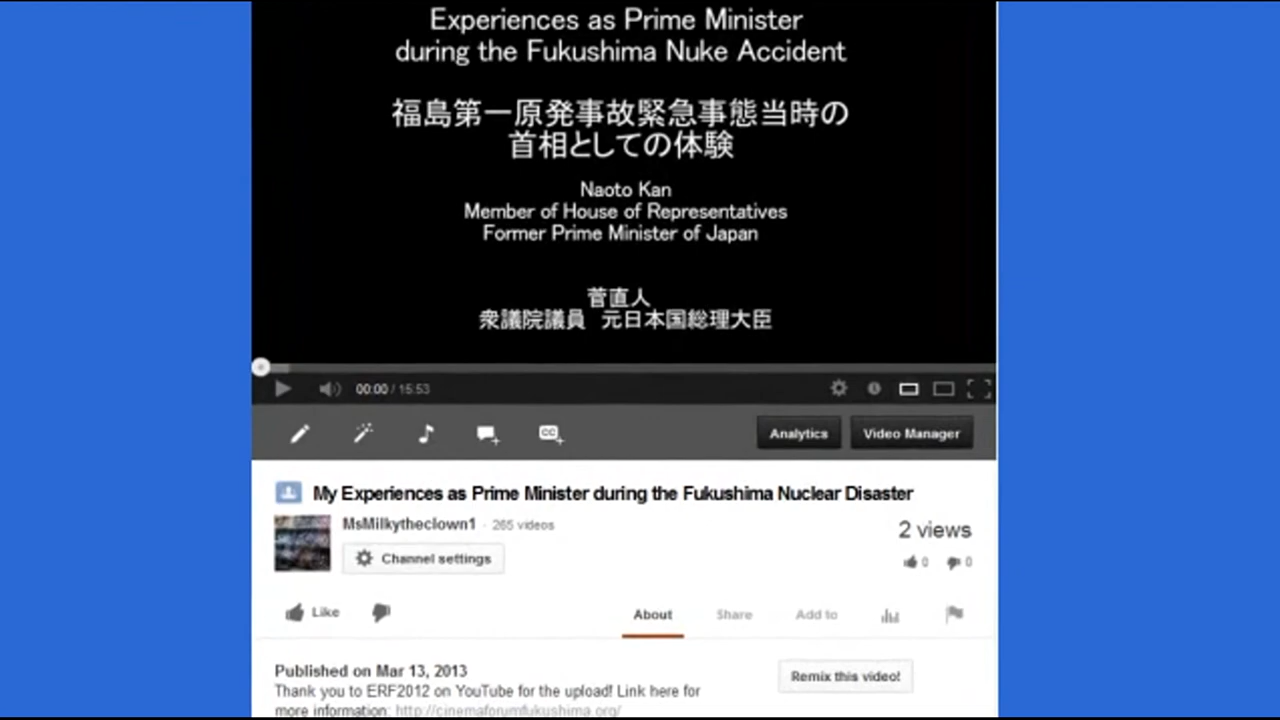 Experiences as Prime Minister
during the Fukushima Nuke Accident
福島第一原発事故緊急事態当時の
首相としての体験
Naoto Kan
Member of House of Representatives
Former Prime Minister of Japan
菅直人
衆議院議員 元日本国総理大臣
00:00 / 15:53
CC
Analytics
Video Manager
My Experiences as Prime Minister during the Fukushima Nuclear Disaster
MsMilkytheclown1 · 265 videos
2 views
Channel settings
0 0
Like
About
Share
Add to
Published on Mar 13, 2013
Remix this video!
Thank you to ERF2012 on YouTube for the upload! Link here for
more information: http://cinemaforumfukushima.org/